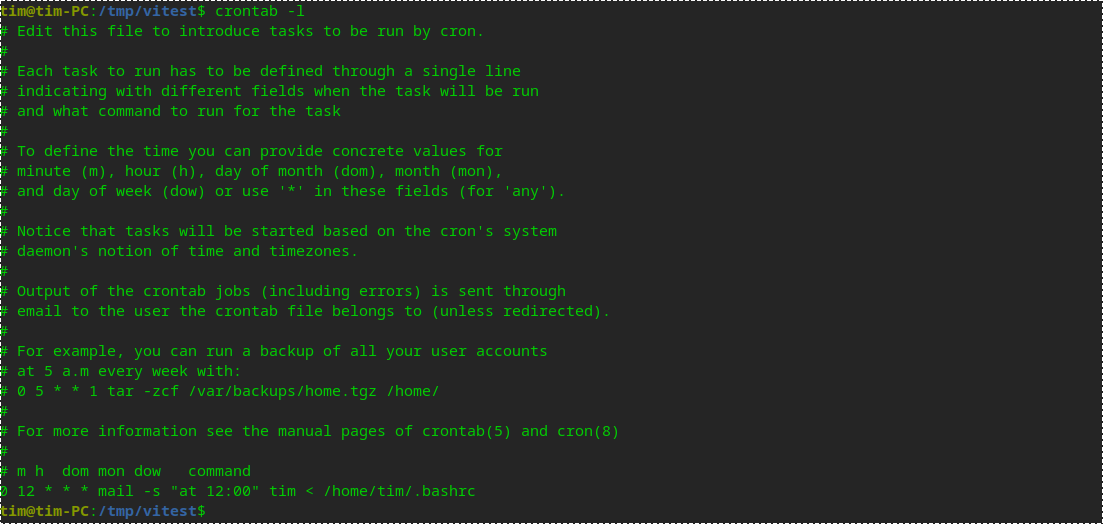 tim@tim-PC:/tmp/vitest$ crontab -l
# Edit this file to introduce tasks to be run by cron.
#
# Each task to run has to be defined through a single line
# indicating with different fields when the task will be run
# and what command to run for the task
#
# To define the time you can provide concrete values for
# minute (m), hour (h), day of month (dom), month (mon),
# and day of week (dow) or use '*' in these fields (for 'any').
#
# Notice that tasks will be started based on the cron's system
# daemon's notion of time and timezones.
#
# Output of the crontab jobs (including errors) is sent through
# email to the user the crontab file belongs to (unless redirected).
#
# For example, you can run a backup of all your user accounts
# at 5 a.m every week with:
# 0 5 * * 1 tar -zcf /var/backups/home.tgz /home/
#
# For more information see the manual pages of crontab(5) and cron(8)
#
# m h  dom mon dow   command
0 12 * * * mail -s "at 12:00" tim < /home/tim/.bashrc
tim@tim-PC:/tmp/vitest$